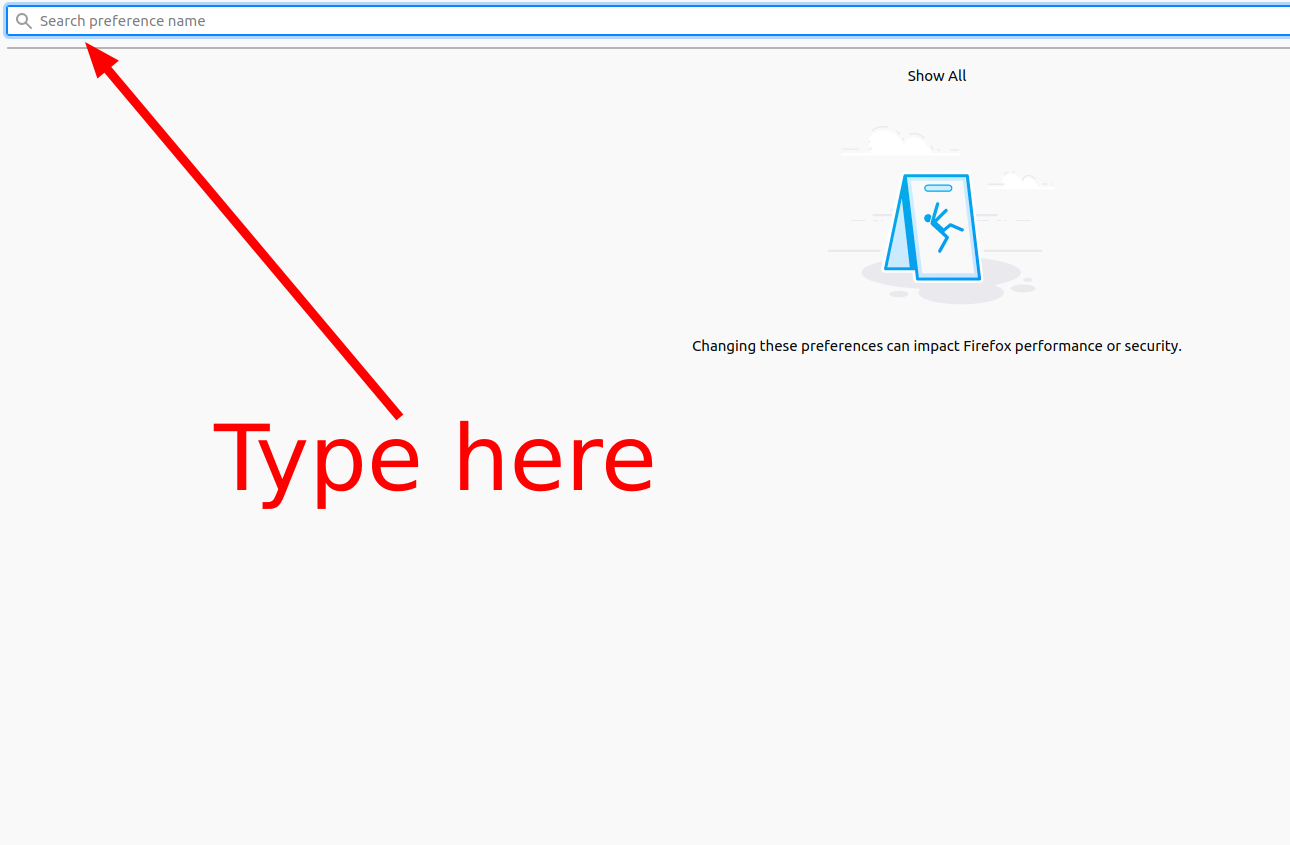 Search preference name
Show All
Changing these preferences can impact Firefox performance or security.
Type here